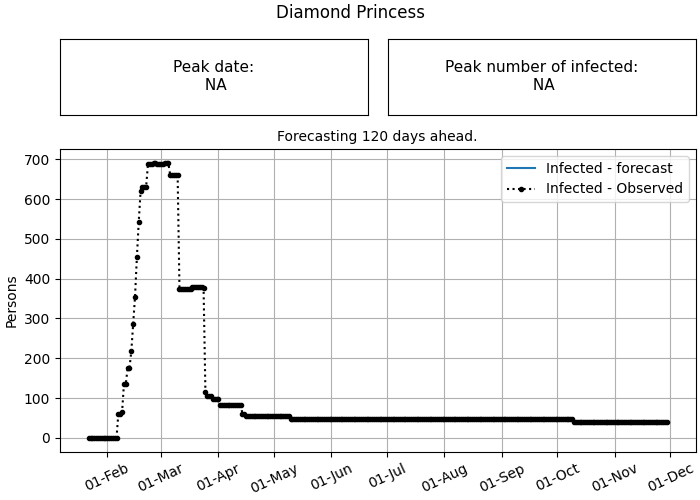 Diamond Princess
Peak date:
NA
Peak number of infected:
NA
Forecasting 120 days ahead.
Infected - forecast
Infected - Observed
700
600
500
400
300
200
100
0
Persons
01-Feb
01-Mar
01-Apr
01-May
01-Jun
01-Jul
01-Aug
01-Sep
01-Oct
01-Nov
01-Dec